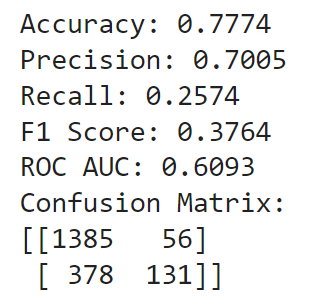 Accuracy: 0.7774
Precision: 0.7005
Recall: 0.2574
F1 Score: 0.3764
ROC AUC: 0.6093
Confusion Matrix:
[[1385   56]
 [ 378  131]]